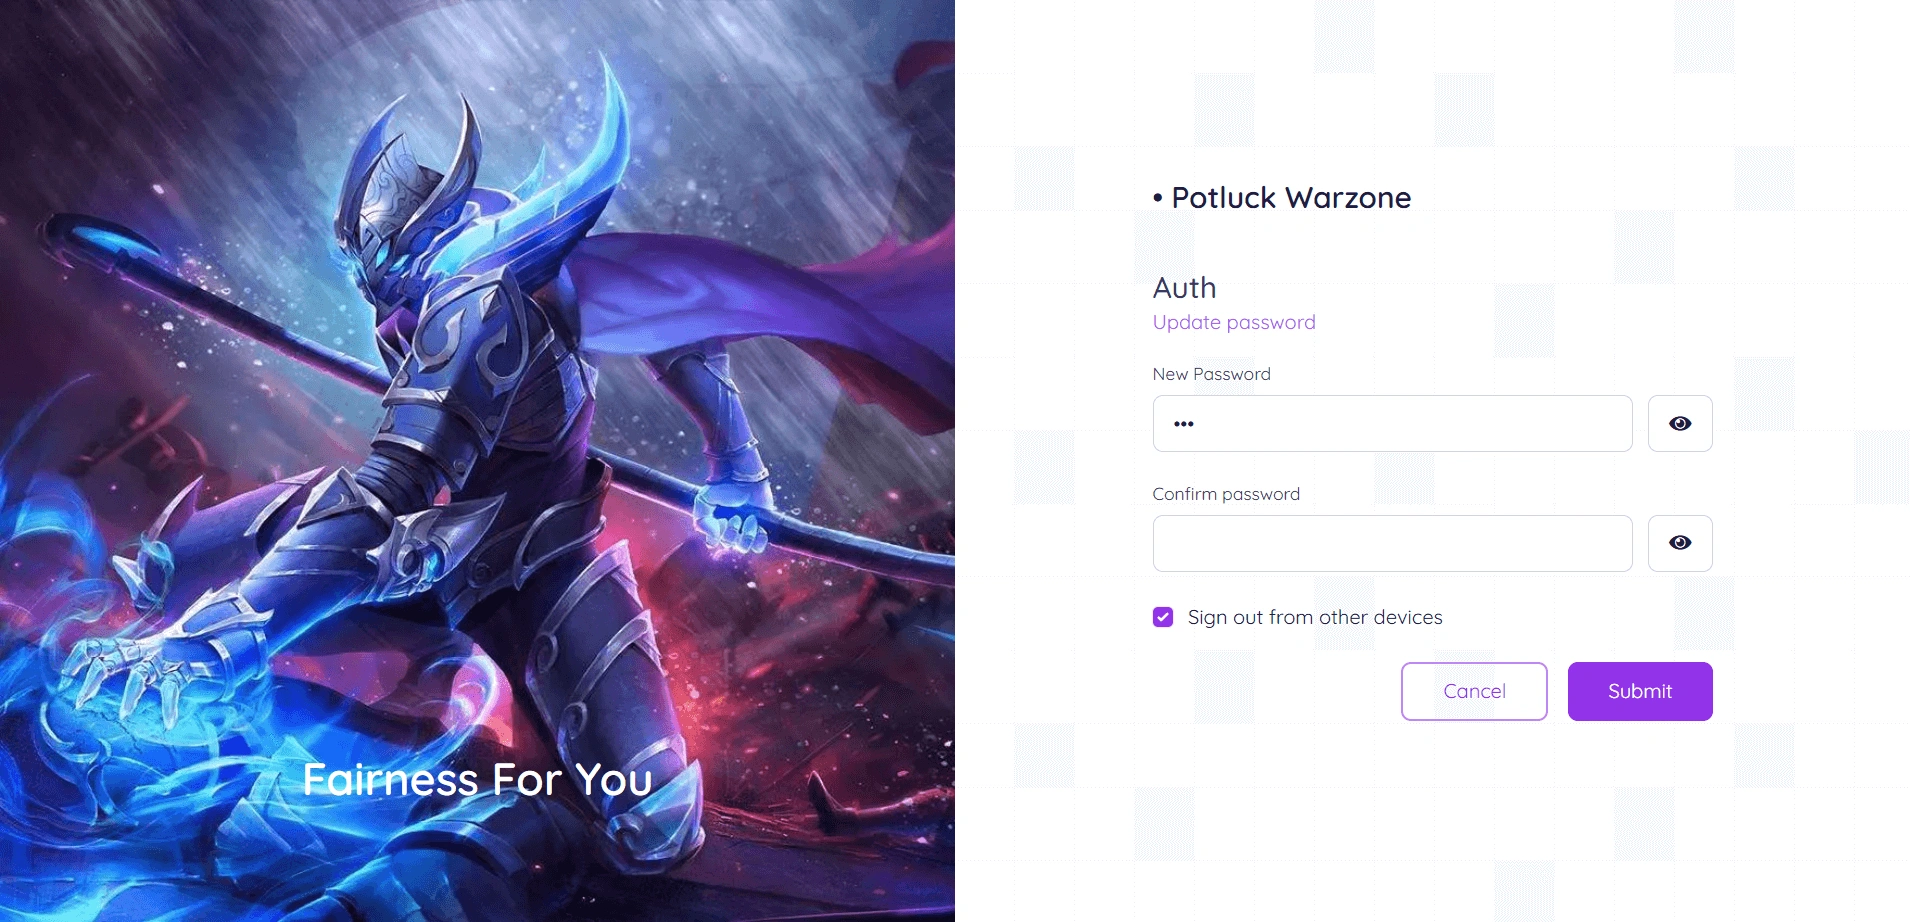 Fairness For You
• Potluck Warzone
Auth
Update password
New Password
•••
Confirm password
Sign out from other devices
Cancel
Submit